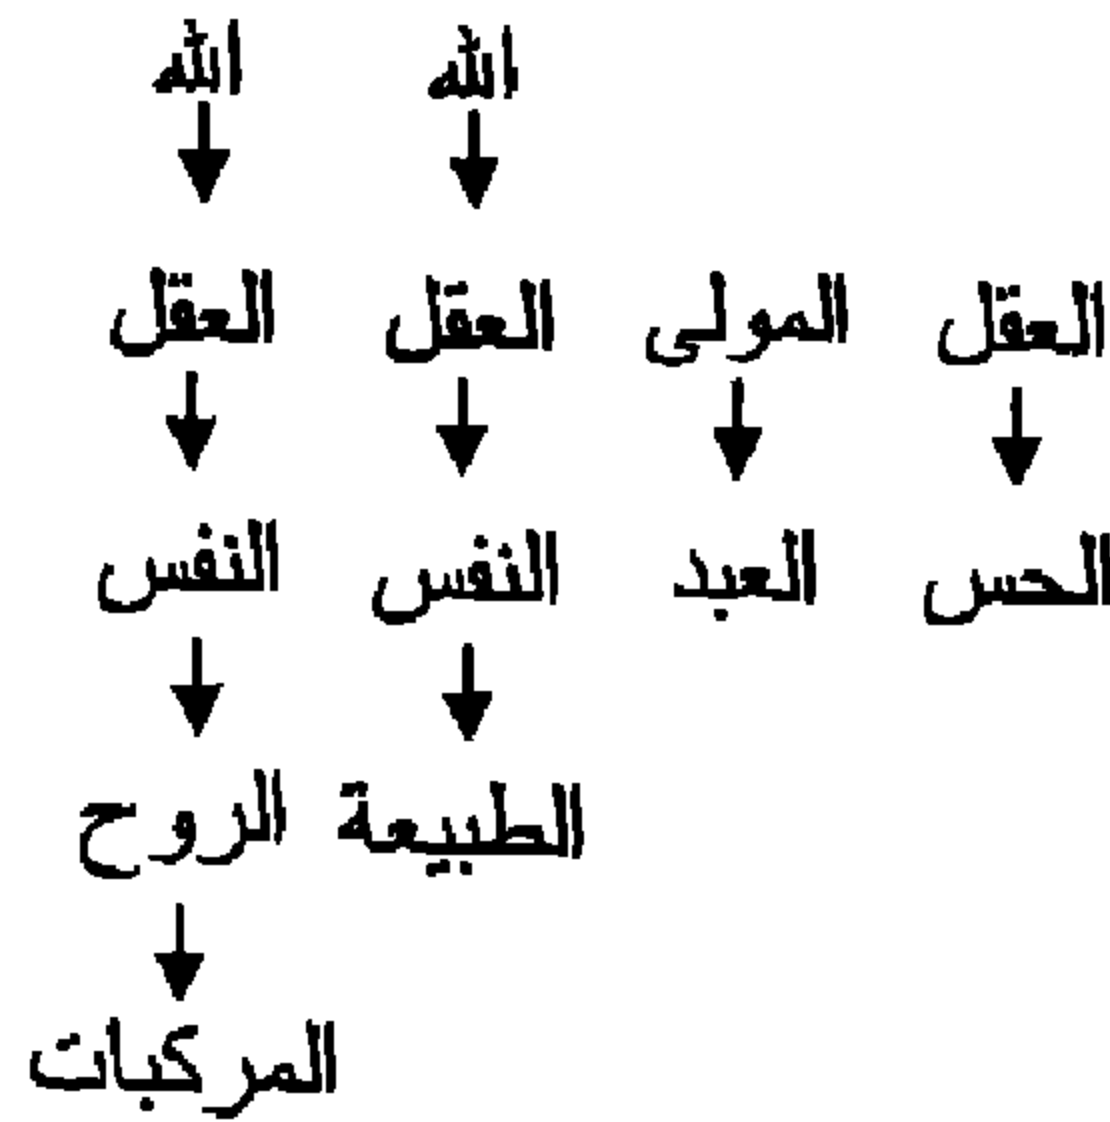 الله الله
العقل المولى العقل العقل
الحس العبد النفس النفس
الطبيعة الروح
المركبات